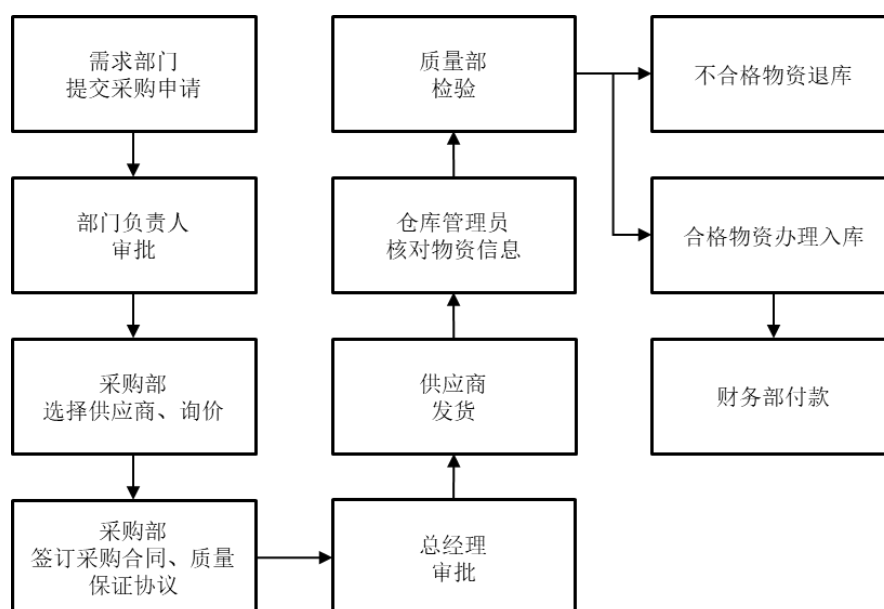 需求部门
提交采购申请
部门负责人
审批
采购部
选择供应商、询价
采购部
签订采购合同、质量
保证协议
总经理
审批
供应商
发货
仓库管理员
核对物资信息
质量部
检验
不合格物资退库
合格物资办理入库
财务部付款